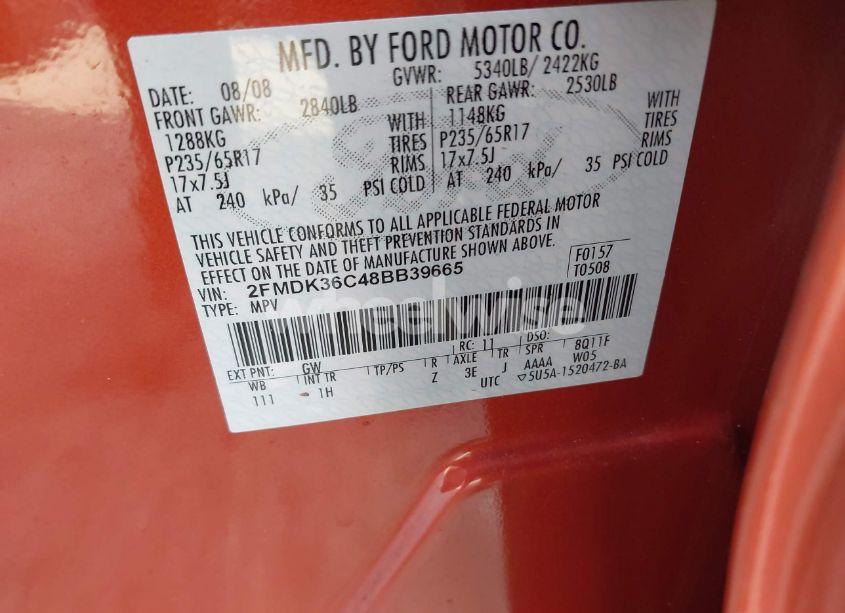 MFD. BY FORD MOTOR CO.
DATE: 08/08 GVWR: 5340LB/ 2422KG
FRONT GAWR: 2840LB REAR GAWR: 2530LB
1288KG WITH 1148KG WITH
P235/65R17 TIRES P235/65R17 TIRES
17x7.5J RIMS 17x7.5J RIMS
AT 240 kPa/ 35 PSI COLD AT 240 kPa/ 35 PSI COLD
THIS VEHICLE CONFORMS TO ALL APPLICABLE FEDERAL MOTOR
VEHICLE SAFETY AND THEFT PREVENTION STANDARDS IN
EFFECT ON THE DATE OF MANUFACTURE SHOWN ABOVE.
VIN: 2FMDK36C48BB39665 F0157
TYPE: MPV T0508
wheelwise
EXT PNT: GW RC: 11 DSO:
WB INT TR TP/PS R AXLE TR SPR 8Q11F
111 1H Z 3E J AAAA W05
UTC ▽5U5A-1520472-BA